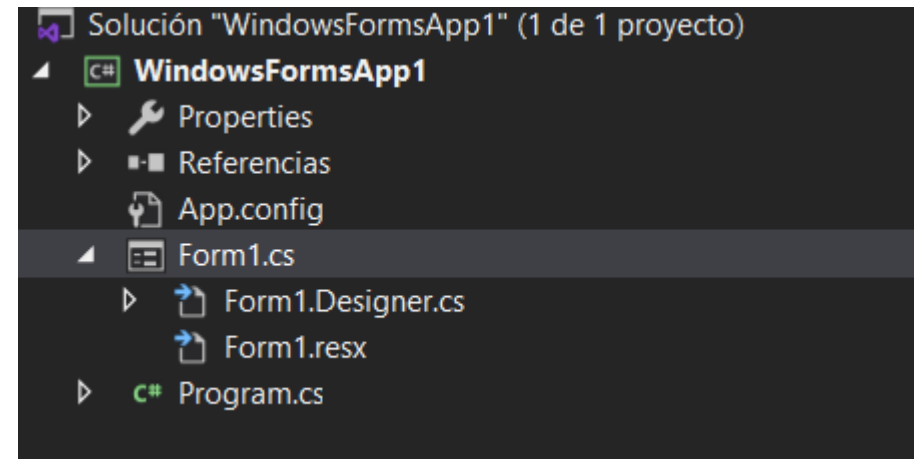 Solución "WindowsFormsApp1" (1 de 1 proyecto)
C# WindowsFormsApp1
Properties
Referencias
App.config
Form1.cs
Form1.Designer.cs
Form1.resx
C# Program.cs